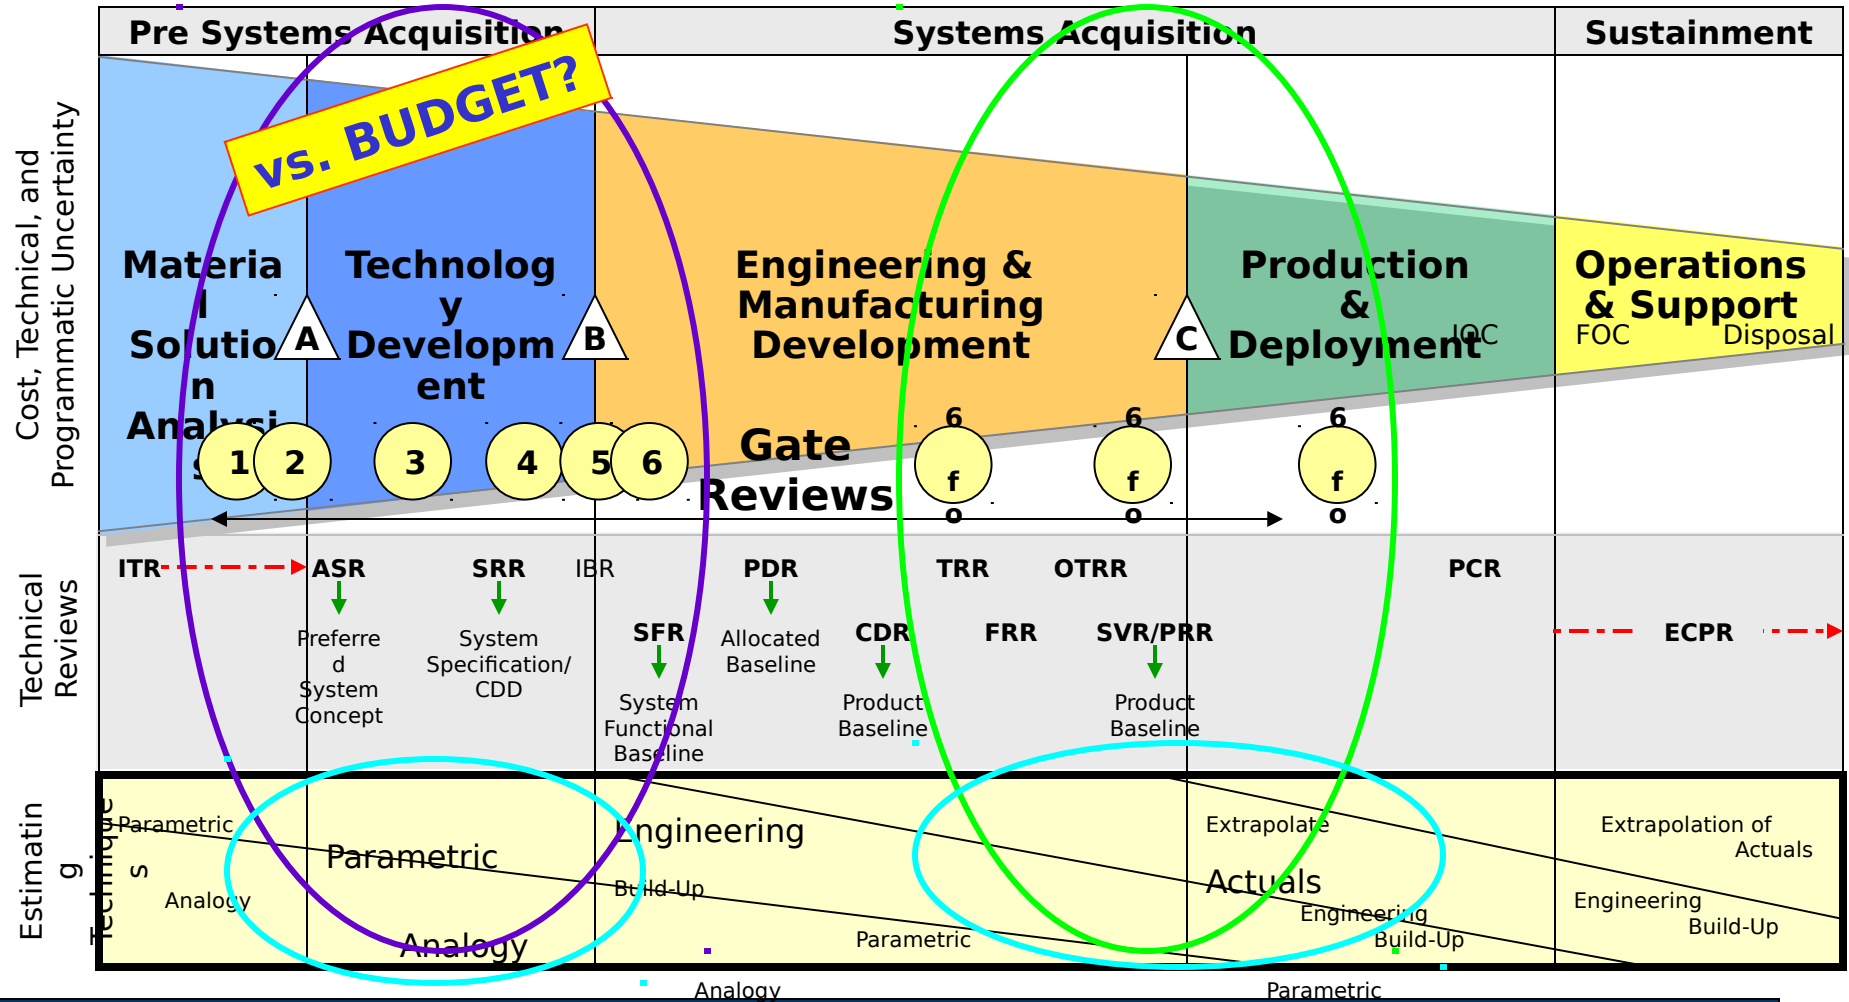 Pre Systems Acquisition
Systems Acquisition
Sustainment
vs. BUDGET?
Cost, Technical, and
Programmatic Uncertainty
Materia
l
Solutio
n
Analysi
s
Technolog
y
Developm
ent
Engineering &
Manufacturing
Development
Production
&
Deployment
IOC
Operations
& Support
FOC
Disposal
A
B
C
1
2
3
4
5
6
Gate
Reviews
6
f
o
6
f
o
6
f
o
Technical
Reviews
ITR
ASR
SRR
IBR
PDR
TRR
OTRR
PCR
Preferre
d
System
Concept
System
Specification/
CDD
SFR
System
Functional
Baseline
Allocated
Baseline
CDR
Product
Baseline
FRR
SVR/PRR
Product
Baseline
ECPR
Estimatin
g
Technique
s
Parametric
Analogy
Parametric
Analogy
Engineering
Build-Up
Parametric
Analogy
Extrapolate
Actuals
Engineering
Build-Up
Parametric
Extrapolation of
Actuals
Engineering
Build-Up